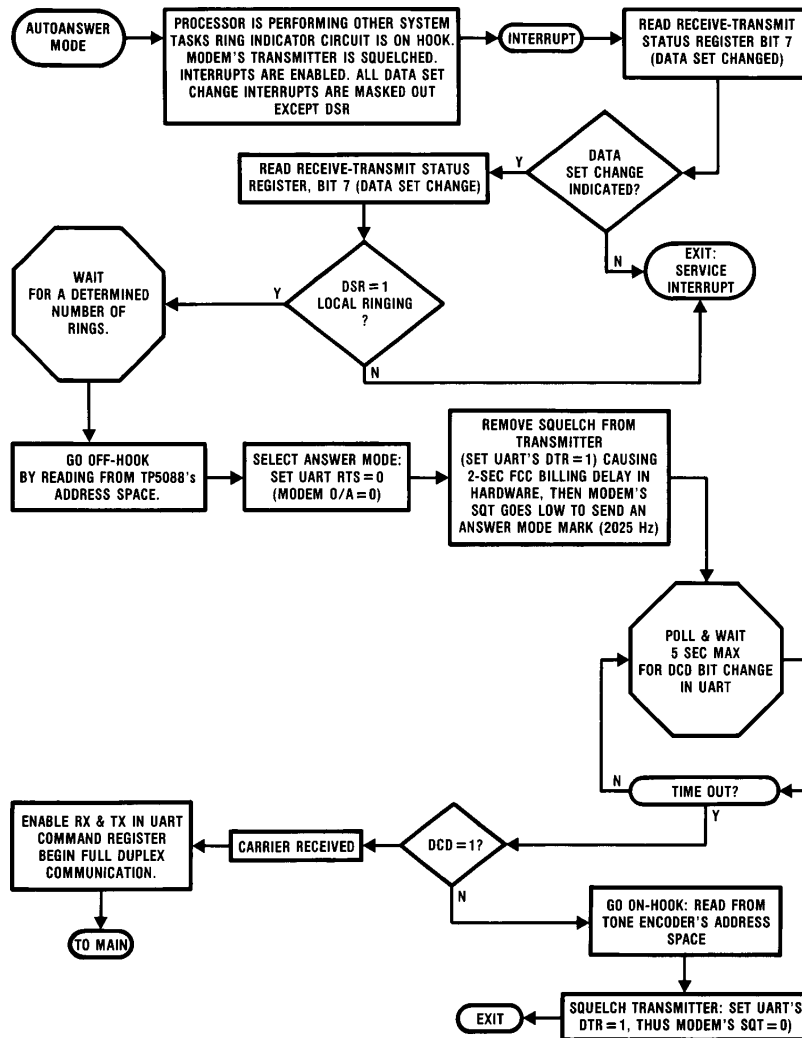 AUTOANSWER
MODE
PROCESSOR IS PERFORMING OTHER SYSTEM
TASKS RING INDICATOR CIRCUIT IS ON HOOK.
MODEM'S TRANSMITTER IS SQUELCHED.
INTERRUPTS ARE ENABLED. ALL DATA SET
CHANGE INTERRUPTS ARE MASKED OUT
EXCEPT DSR
INTERRUPT
READ RECEIVE-TRANSMIT
STATUS REGISTER BIT 7
(DATA SET CHANGED)
DATA
SET CHANGE
INDICATED?
Y
N
READ RECEIVE-TRANSMIT STATUS
REGISTER, BIT 7 (DATA SET CHANGE)
EXIT:
SERVICE
INTERRUPT
DSR = 1
LOCAL RINGING
?
Y
N
WAIT
FOR A DETERMINED
NUMBER OF
RINGS.
GO OFF-HOOK
BY READING FROM TP5088's
ADDRESS SPACE.
SELECT ANSWER MODE:
SET UART RTS = 0
(MODEM O/A = 0)
REMOVE SQUELCH FROM
TRANSMITTER
(SET UART'S DTR = 1) CAUSING
2-SEC FCC BILLING DELAY IN
HARDWARE, THEN MODEM'S
SQT GOES LOW TO SEND AN
ANSWER MODE MARK (2025 Hz)
POLL & WAIT
5 SEC MAX
FOR DCD BIT CHANGE
IN UART
N
TIME OUT?
Y
DCD = 1?
N
CARRIER RECEIVED
ENABLE RX & TX IN UART
COMMAND REGISTER
BEGIN FULL DUPLEX
COMMUNICATION.
TO MAIN
GO ON-HOOK: READ FROM
TONE ENCODER'S ADDRESS
SPACE
SQUELCH TRANSMITTER: SET UART'S
DTR = 1, THUS MODEM'S SQT = 0)
EXIT